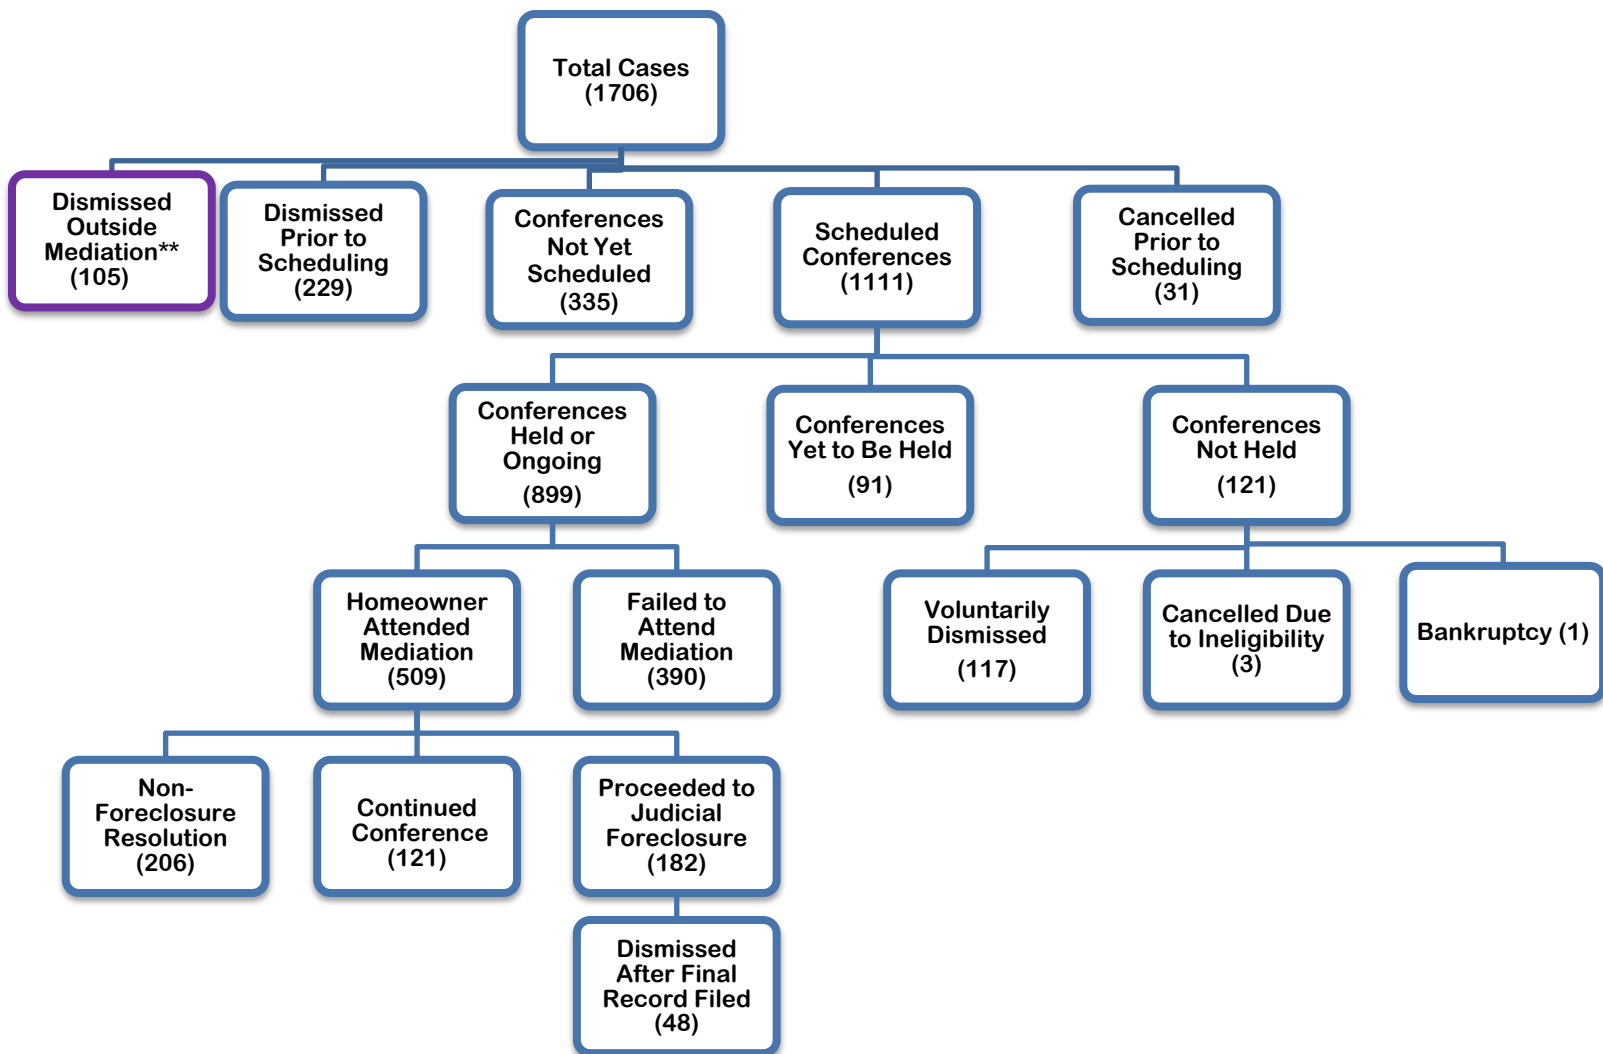 Total Cases
(1706)
Dismissed
Outside
Mediation**
(105)
Dismissed
Prior to
Scheduling
(229)
Conferences
Not Yet
Scheduled
(335)
Scheduled
Conferences
(1111)
Cancelled
Prior to
Scheduling
(31)
Conferences
Held or
Ongoing
(899)
Conferences
Yet to Be Held
(91)
Conferences
Not Held
(121)
Homeowner
Attended
Mediation
(509)
Failed to
Attend
Mediation
(390)
Voluntarily
Dismissed
(117)
Cancelled Due
to Ineligibility
(3)
Bankruptcy (1)
Non-
Foreclosure
Resolution
(206)
Continued
Conference
(121)
Proceeded to
Judicial
Foreclosure
(182)
Dismissed
After Final
Record Filed
(48)